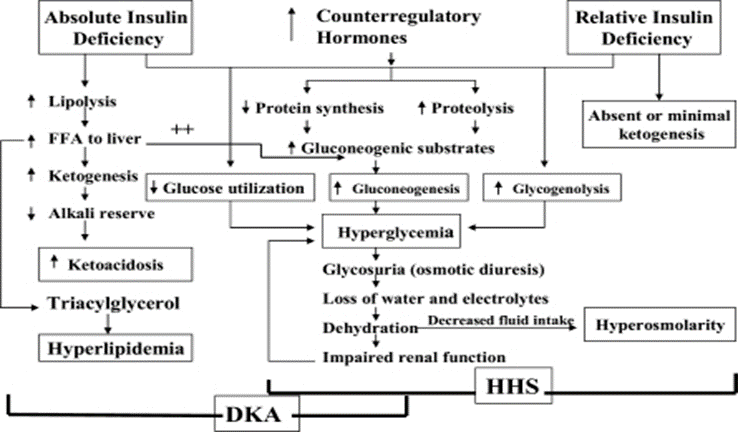 Absolute Insulin
Deficiency
↑ Counterregulatory
Hormones
Relative Insulin
Deficiency
↑ Lipolysis
↓ Protein synthesis
↑ Proteolysis
Absent or minimal
ketogenesis
↑ FFA to liver
++
↑ Gluconeogenic substrates
↑ Ketogenesis
↓ Glucose utilization
↑ Gluconeogenesis
↑ Glycogenolysis
↓ Alkali reserve
Hyperglycemia
↑ Ketoacidosis
Glycosuria (osmotic diuresis)
Triacylglycerol
Loss of water and electrolytes
Dehydration
Decreased fluid intake
Hyperosmolarity
Hyperlipidemia
Impaired renal function
HHS
DKA